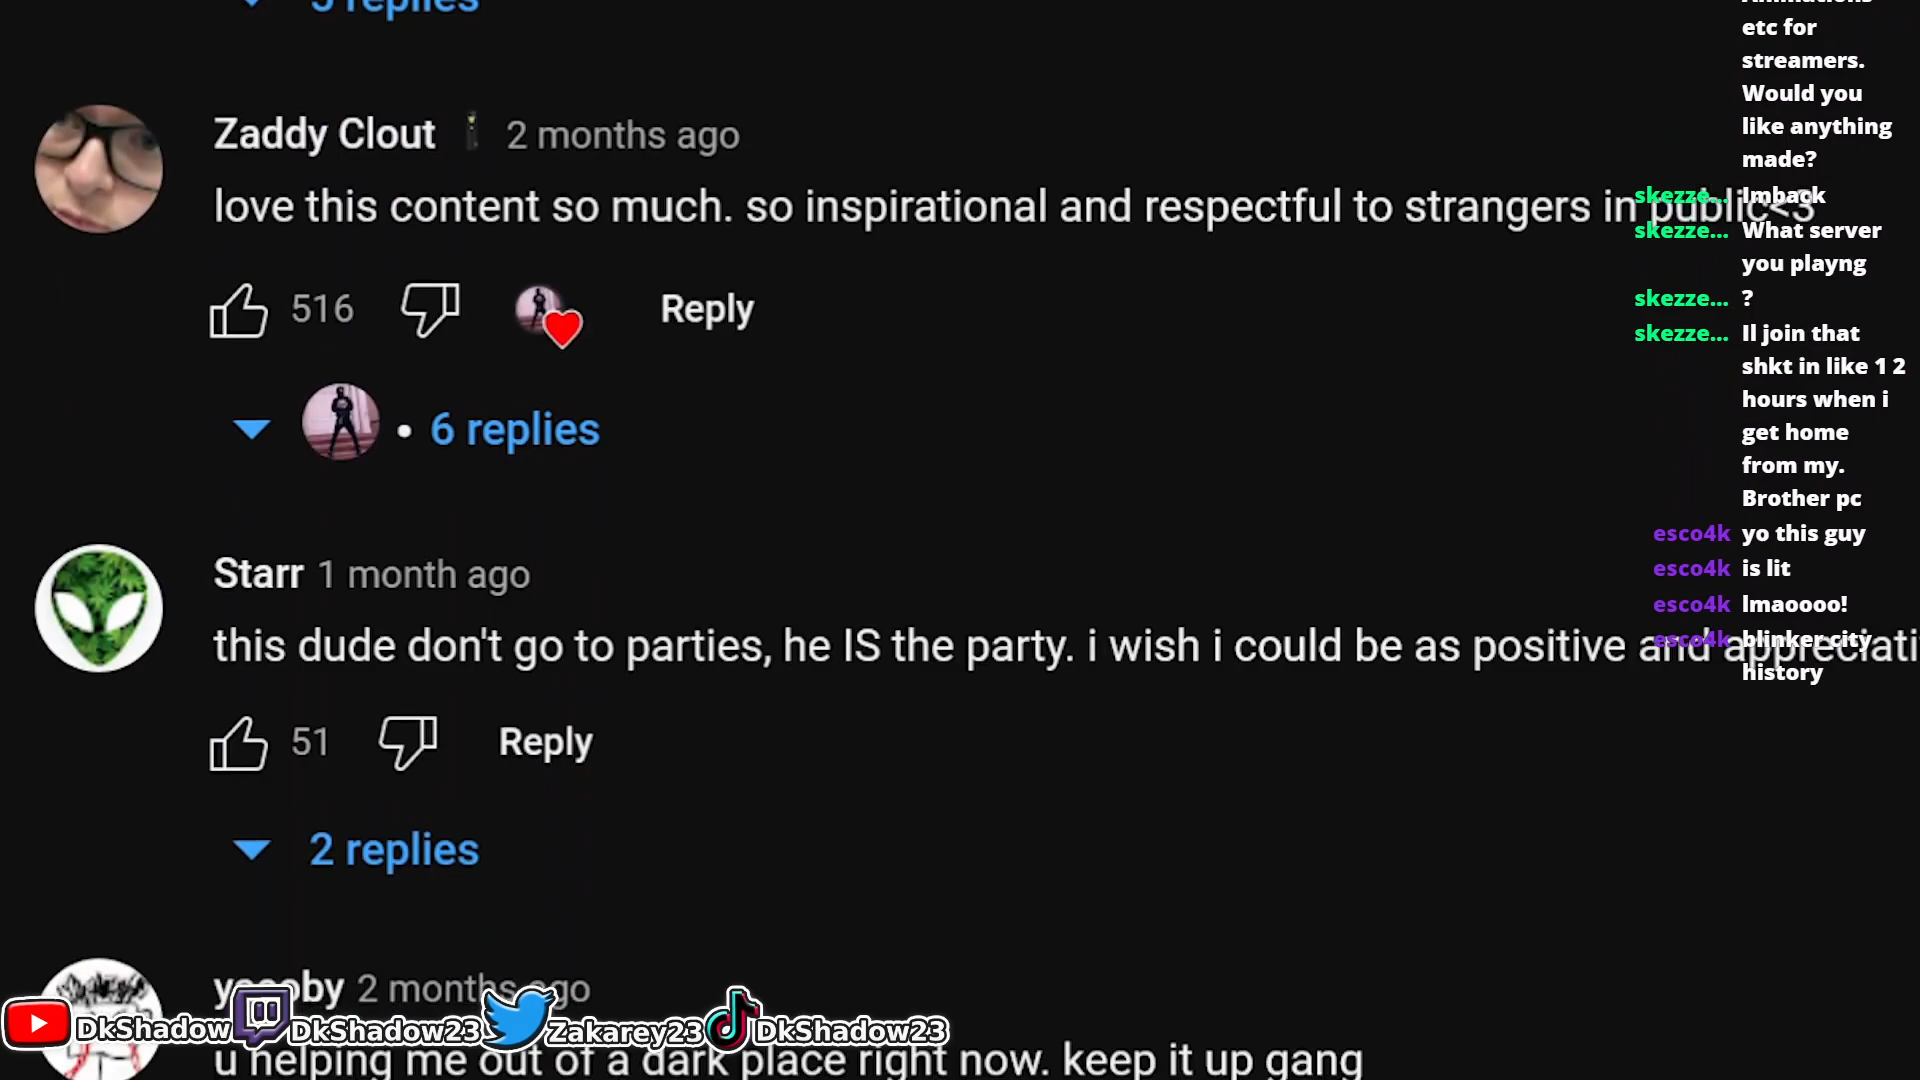 5 replies
Zaddy Clout 2 months ago
love this content so much. so inspirational and respectful to strangers in public<3
516
Reply
6 replies
Starr 1 month ago
this dude don't go to parties, he IS the party. i wish i could be as positive and appreciati
51
Reply
2 replies
2 months ago
u helping me out of a dark place right now. keep it up gang
DkShadow
DkShadow23
Zakarey23
DkShadow23
etc for
streamers.
Would you
like anything
made?
skezze... Imback
skezze... What server
you playng
skezze... ?
skezze... Il join that
shkt in like 1 2
hours when i
get home
from my.
Brother pc
esco4k yo this guy
esco4k is lit
esco4k lmaoooo!
esco4k blinker city
history